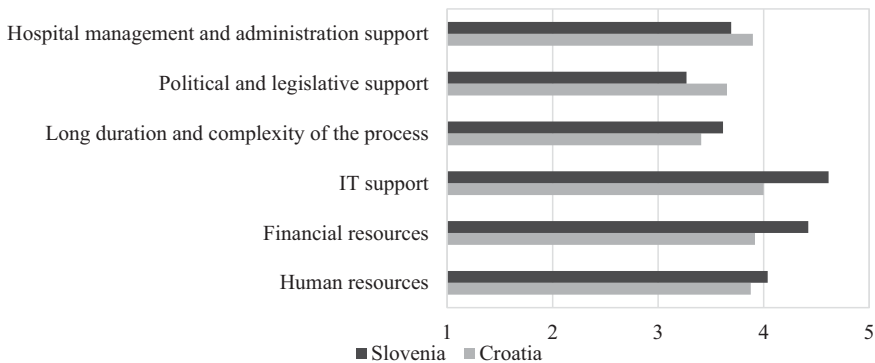 Hospital management and administration support
Political and legislative support
Long duration and complexity of the process
IT support
Financial resources
Human resources
1 2 3 4 5
Slovenia Croatia